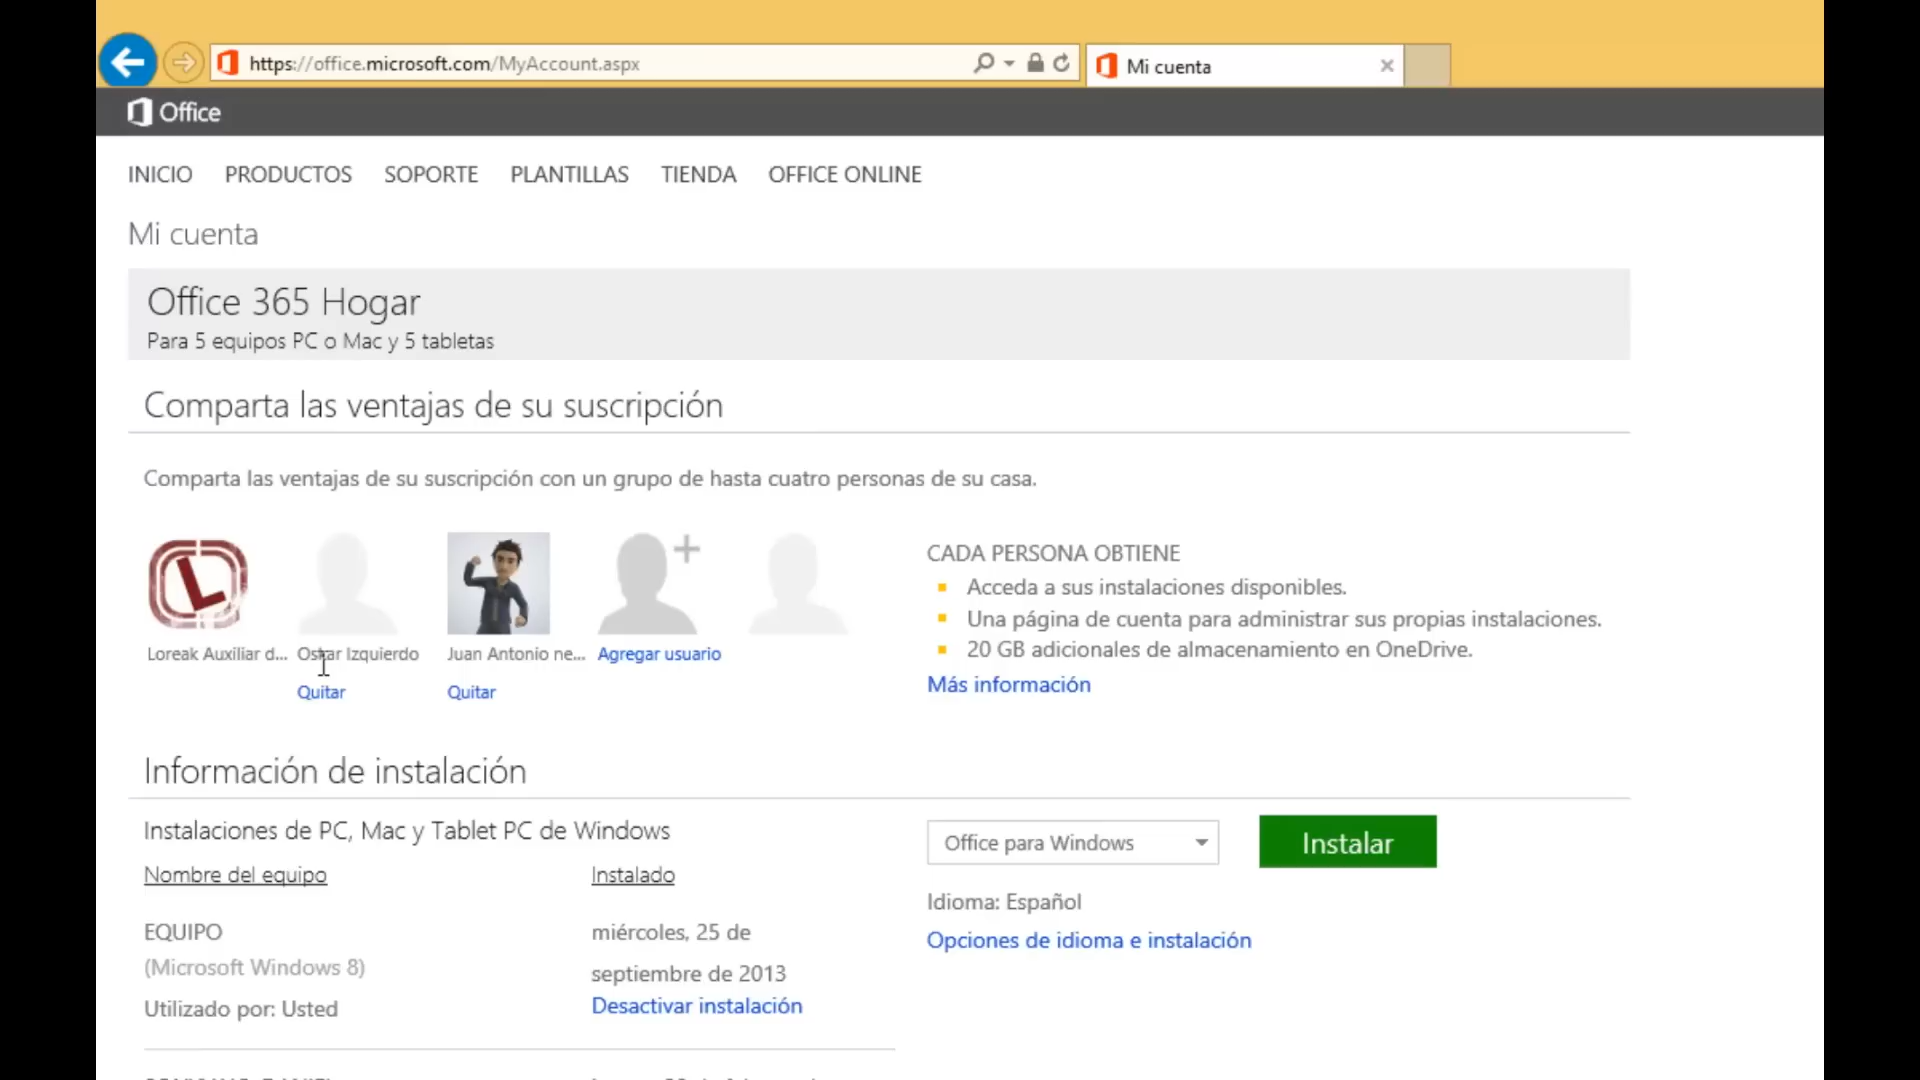 https://office.microsoft.com/MyAccount.aspx
Mi cuenta
Office
INICIO PRODUCTOS SOPORTE PLANTILLAS TIENDA OFFICE ONLINE
Mi cuenta
Office 365 Hogar
Para 5 equipos PC o Mac y 5 tabletas
Comparta las ventajas de su suscripción
Comparta las ventajas de su suscripción con un grupo de hasta cuatro personas de su casa.
Loreak Auxiliar d... Oscar Izquierdo Juan Antonio ne... Agregar usuario
Quitar Quitar
CADA PERSONA OBTIENE
Acceda a sus instalaciones disponibles.
Una página de cuenta para administrar sus propias instalaciones.
20 GB adicionales de almacenamiento en OneDrive.
Más información
Información de instalación
Instalaciones de PC, Mac y Tablet PC de Windows
Nombre del equipo Instalado
EQUIPO
(Microsoft Windows 8)
Utilizado por: Usted
miércoles, 25 de
septiembre de 2013
Desactivar instalación
Office para Windows
Instalar
Idioma: Español
Opciones de idioma e instalación